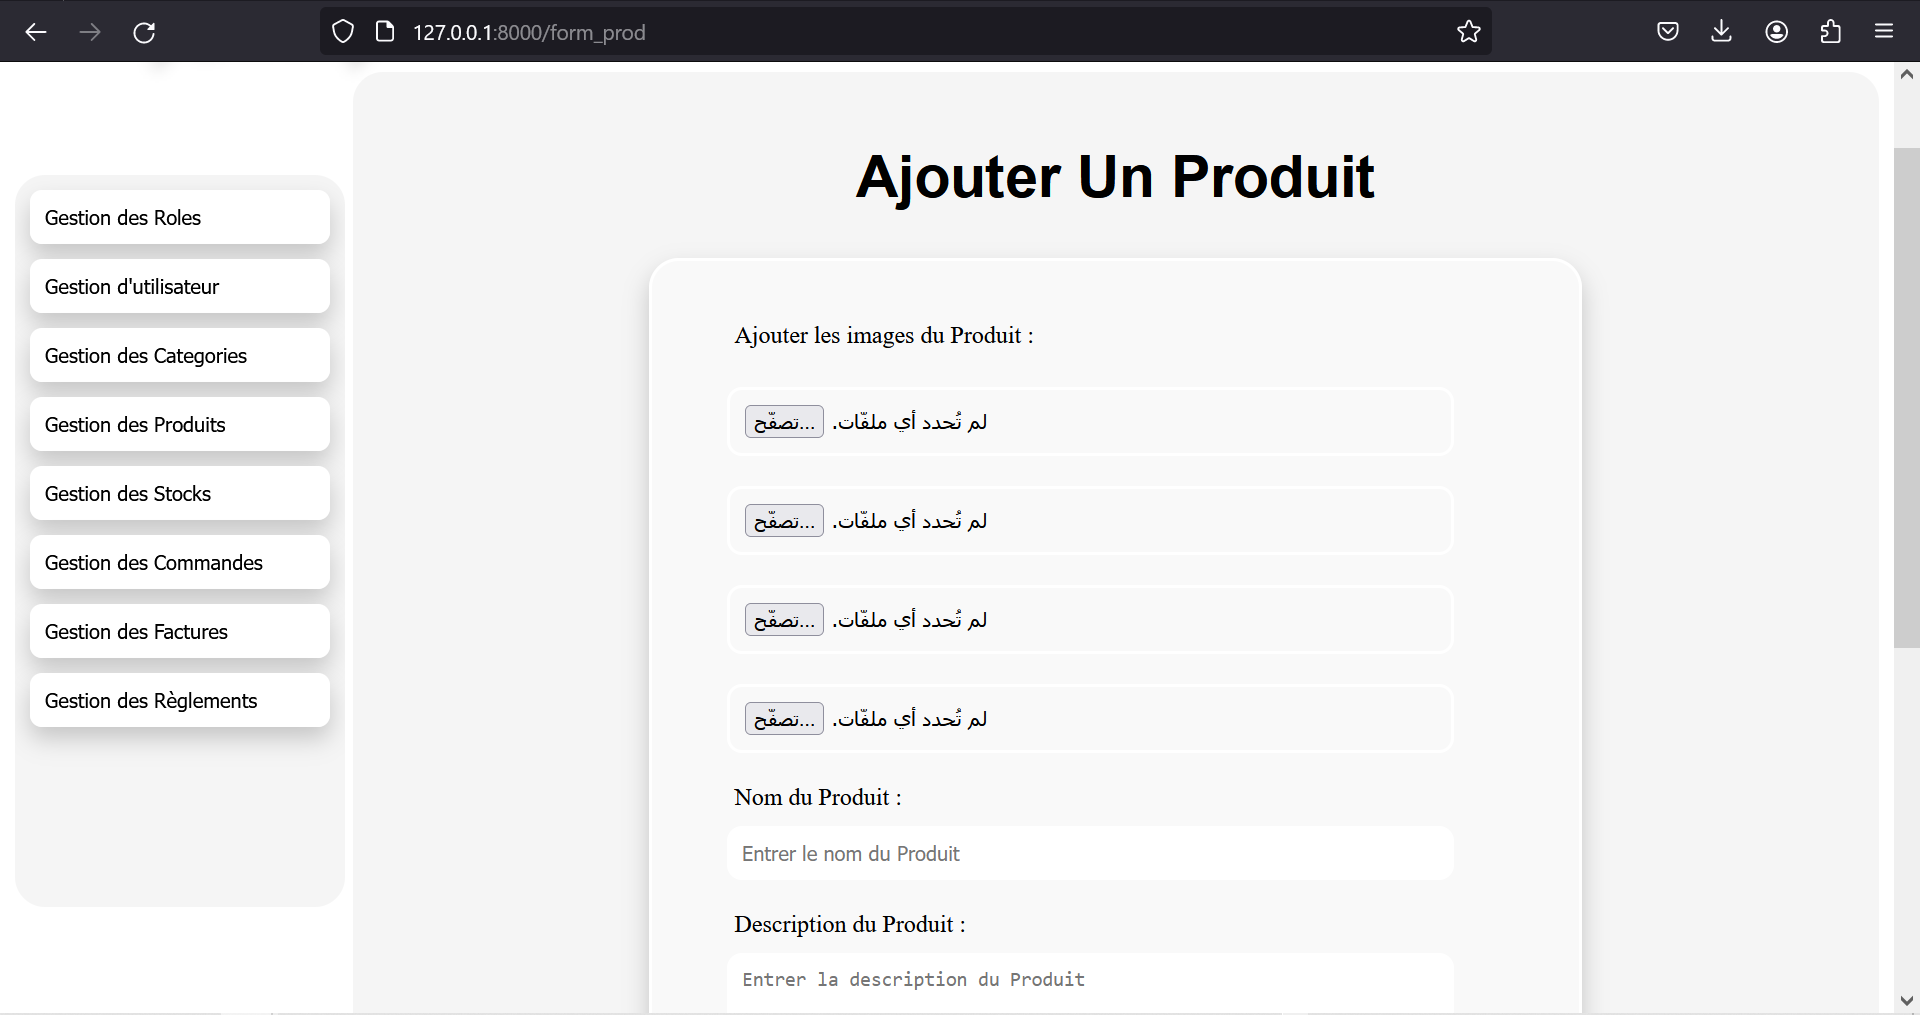 127.0.0.1:8000/form_prod
Gestion des Roles
Gestion d'utilisateur
Gestion des Categories
Gestion des Produits
Gestion des Stocks
Gestion des Commandes
Gestion des Factures
Gestion des Règlements
Ajouter Un Produit
Ajouter les images du Produit :
تصفّح... لم تُحدد أي ملفّات.
تصفّح... لم تُحدد أي ملفّات.
تصفّح... لم تُحدد أي ملفّات.
تصفّح... لم تُحدد أي ملفّات.
Nom du Produit :
Entrer le nom du Produit
Description du Produit :
Entrer la description du Produit